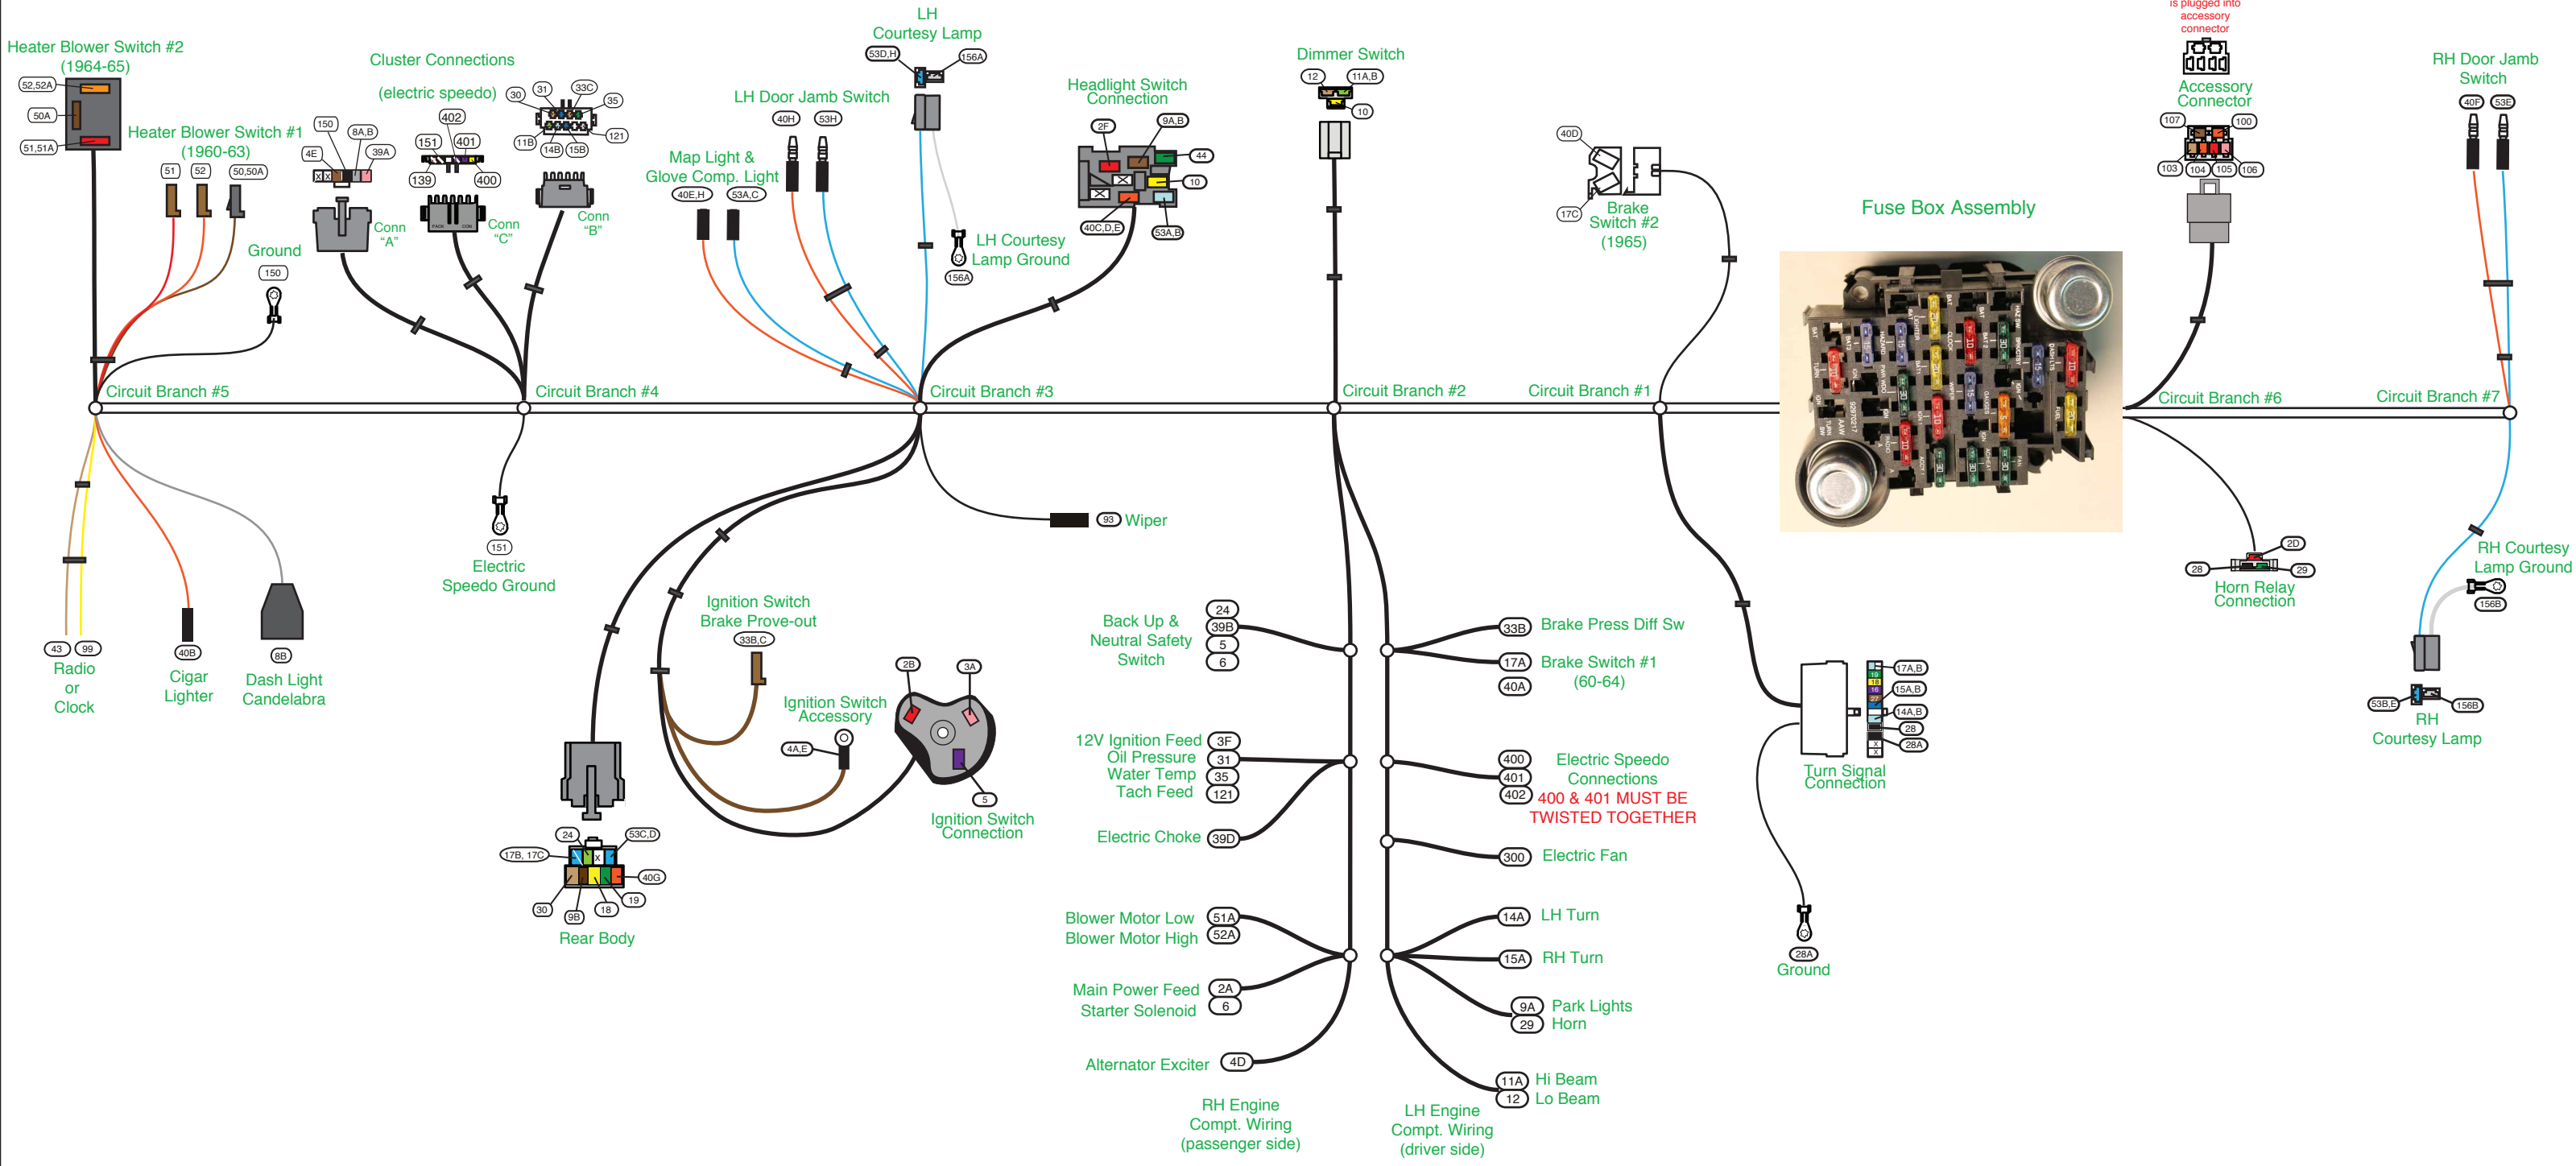 is plugged into
accessory
connector
Heater Blower Switch #2
(1964-65)
52,52A
50A
51,51A
Heater Blower Switch #1
(1960-63)
51
52
50,50A
Ground
150
Cluster Connections
(electric speedo)
150
8A,B
4E
39A
X X
Conn
"A"
402
151
401
139
400
Conn
"C"
30
31
33C
35
11B
14B
15B
121
Conn
"B"
Map Light &
Glove Comp. Light
40E,H
53A,C
LH Door Jamb Switch
40H
53H
LH
Courtesy Lamp
53D,H
156A
LH Courtesy
Lamp Ground
156A
Headlight Switch
Connection
2F
9A,B
44
10
40C,D,E
53A,B
Dimmer Switch
12
11A,B
10
40D
17C
Brake
Switch #2
(1965)
Fuse Box Assembly
Accessory
Connector
107
100
103
104
105
106
RH Door Jamb
Switch
40F
53E
Circuit Branch #5
Circuit Branch #4
Circuit Branch #3
Circuit Branch #2
Circuit Branch #1
Circuit Branch #6
Circuit Branch #7
43
99
Radio
or
Clock
40B
Cigar
Lighter
8B
Dash Light
Candelabra
151
Electric
Speedo Ground
93
Wiper
Ignition Switch
Brake Prove-out
33B,C
Ignition Switch
Accessory
4A,E
2B
3A
5
Ignition Switch
Connection
24
53C,D
17B, 17C
X
40G
30
9B
18
19
Rear Body
Back Up &
Neutral Safety
Switch
24
39B
5
6
12V Ignition Feed 3F
Oil Pressure 31
Water Temp 35
Tach Feed 121
Electric Choke 39D
Blower Motor Low 51A
Blower Motor High 52A
Main Power Feed 2A
Starter Solenoid 6
Alternator Exciter 4D
RH Engine
Compt. Wiring
(passenger side)
33B Brake Press Diff Sw
17A Brake Switch #1
40A (60-64)
400
401
402
Electric Speedo
Connections
400 & 401 MUST BE
TWISTED TOGETHER
300 Electric Fan
14A LH Turn
15A RH Turn
9A Park Lights
29 Horn
11A Hi Beam
12 Lo Beam
LH Engine
Compt. Wiring
(driver side)
17A,B
19
18
16
27
15A,B
14A,B
28
28A
X
X
Turn Signal
Connection
28A
Ground
2D
28
29
Horn Relay
Connection
RH Courtesy
Lamp Ground
156B
53B,E
156B
RH
Courtesy Lamp